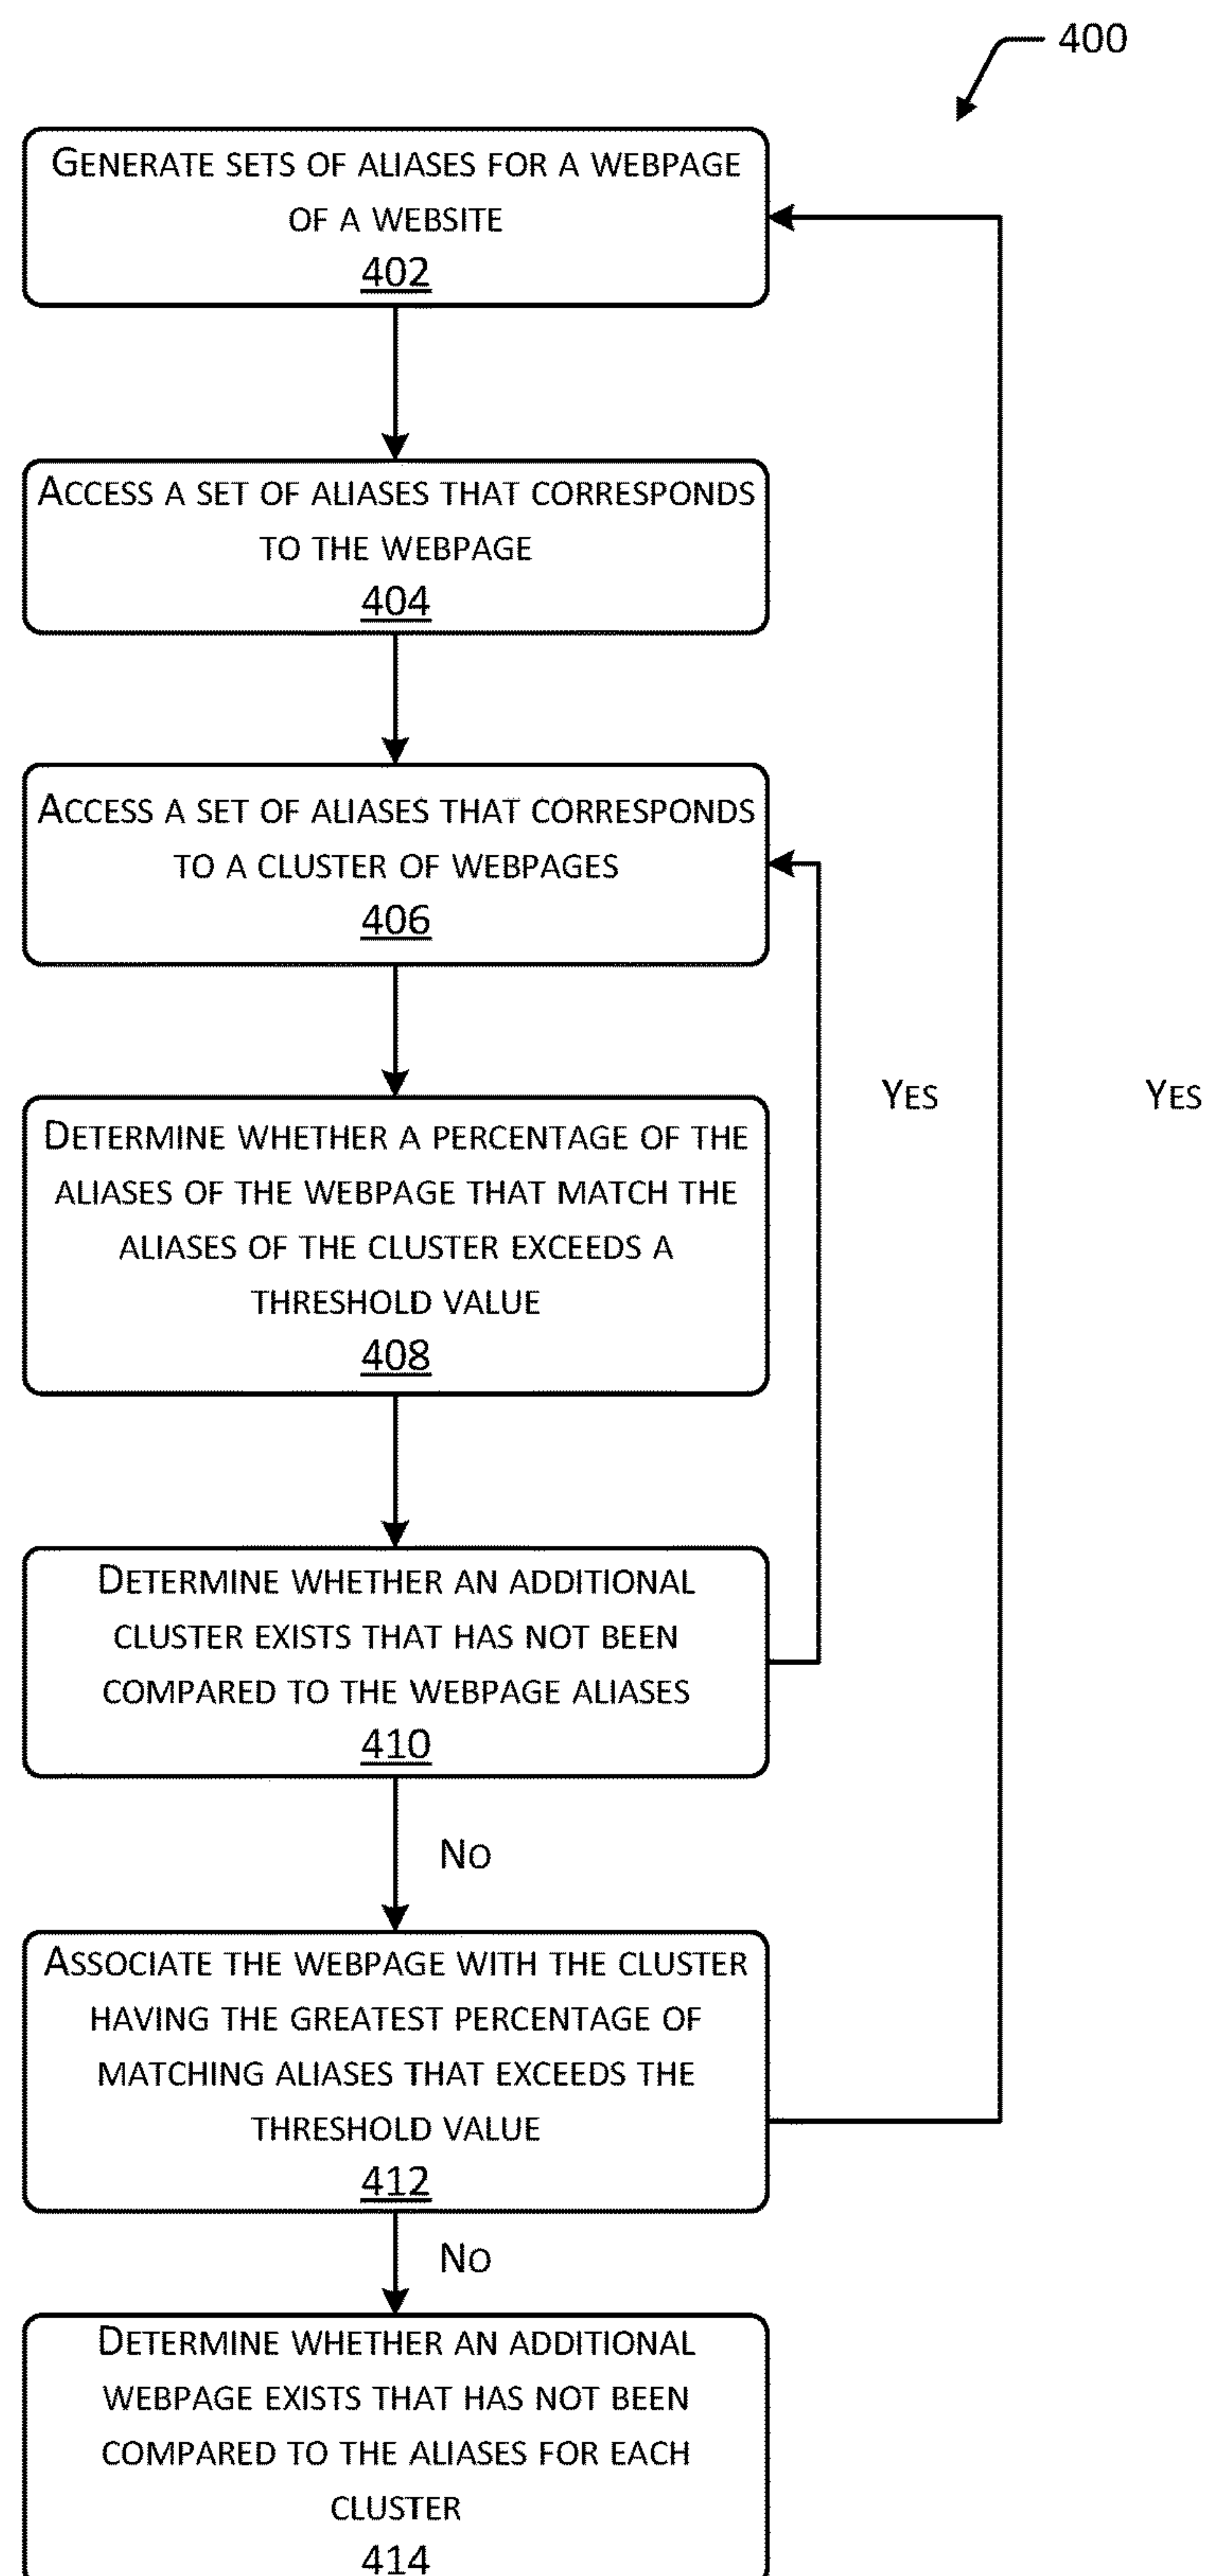 400
GENERATE SETS OF ALIASES FOR A WEBPAGE
OF A WEBSITE
402
ACCESS A SET OF ALIASES THAT CORRESPONDS
TO THE WEBPAGE
404
ACCESS A SET OF ALIASES THAT CORRESPONDS
TO A CLUSTER OF WEBPAGES
406
YES
YES
DETERMINE WHETHER A PERCENTAGE OF THE
ALIASES OF THE WEBPAGE THAT MATCH THE
ALIASES OF THE CLUSTER EXCEEDS A
THRESHOLD VALUE
408
DETERMINE WHETHER AN ADDITIONAL
CLUSTER EXISTS THAT HAS NOT BEEN
COMPARED TO THE WEBPAGE ALIASES
410
NO
ASSOCIATE THE WEBPAGE WITH THE CLUSTER
HAVING THE GREATEST PERCENTAGE OF
MATCHING ALIASES THAT EXCEEDS THE
THRESHOLD VALUE
412
NO
DETERMINE WHETHER AN ADDITIONAL
WEBPAGE EXISTS THAT HAS NOT BEEN
COMPARED TO THE ALIASES FOR EACH
CLUSTER
414